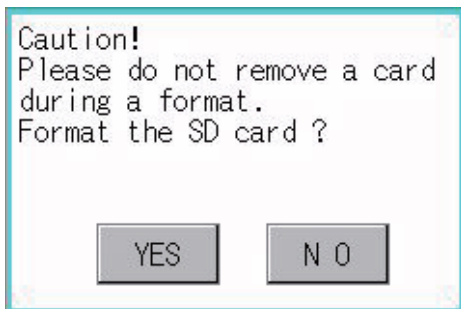 Caution!
Please do not remove a card
during a format.
Format the SD card ?
YES
N O